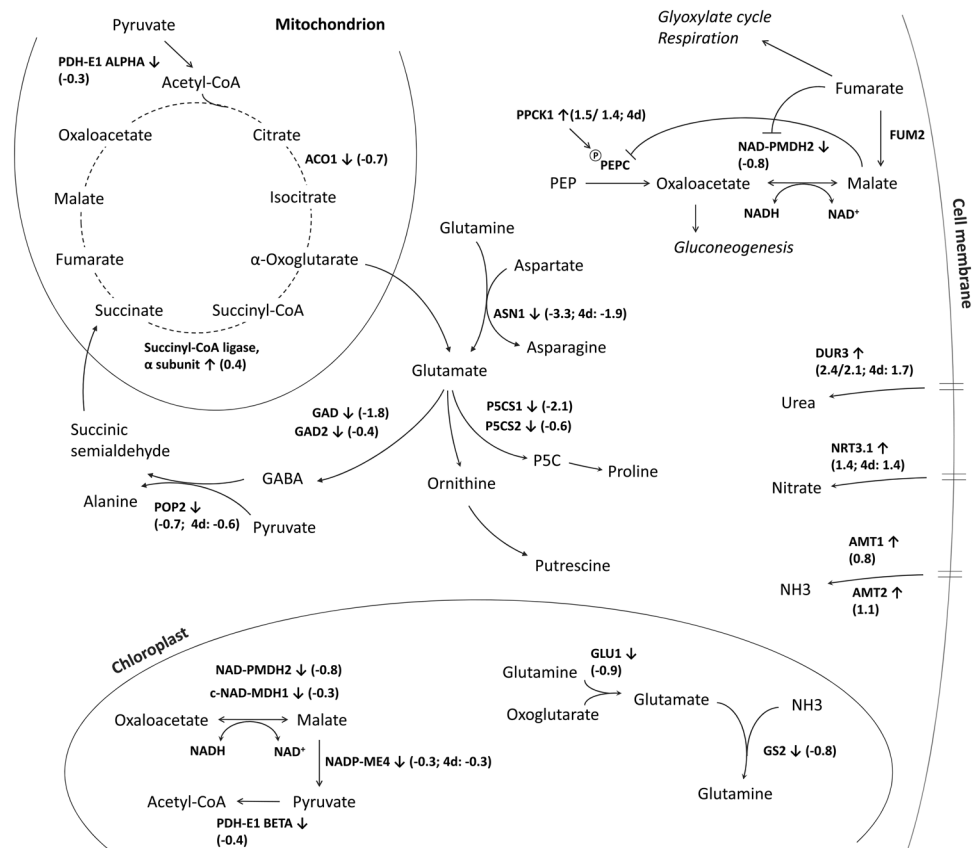 Pyruvate
Mitochondrion
PDH-E1 ALPHA ↓
(-0.3)
Acetyl-CoA
Oxaloacetate
Citrate
ACO1 ↓ (-0.7)
Malate
Isocitrate
Fumarate
α-Oxoglutarate
Succinate
Succinyl-CoA
Succinyl-CoA ligase,
α subunit ↑ (0.4)
Glyoxylate cycle
Respiration
Fumarate
PPCK1 ↑ (1.5/ 1.4; 4d)
FUM2
NAD-PMDH2 ↓
(-0.8)
P
PEPC
PEP
Oxaloacetate
Malate
NADH
NAD⁺
Gluconeogenesis
Cell membrane
Glutamine
Aspartate
ASN1 ↓ (-3.3; 4d: -1.9)
Asparagine
Glutamate
DUR3 ↑
(2.4/2.1; 4d: 1.7)
Urea
GAD ↓ (-1.8)
GAD2 ↓ (-0.4)
P5CS1 ↓ (-2.1)
P5CS2 ↓ (-0.6)
Succinic
semialdehyde
GABA
P5C
Proline
Ornithine
NRT3.1 ↑
(1.4; 4d: 1.4)
Nitrate
Alanine
POP2 ↓
(-0.7; 4d: -0.6)
Pyruvate
Putrescine
AMT1 ↑
(0.8)
NH3
AMT2 ↑
(1.1)
Chloroplast
NAD-PMDH2 ↓ (-0.8)
c-NAD-MDH1 ↓ (-0.3)
Oxaloacetate
Malate
NADH
NAD⁺
NADP-ME4 ↓ (-0.3; 4d: -0.3)
Acetyl-CoA
Pyruvate
PDH-E1 BETA ↓
(-0.4)
GLU1 ↓
(-0.9)
Glutamine
Oxoglutarate
Glutamate
NH3
GS2 ↓ (-0.8)
Glutamine